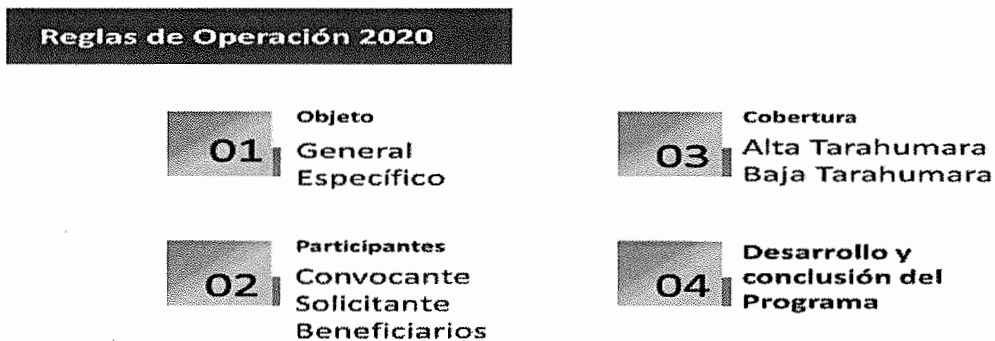 Reglas de Operación 2020
01
Objeto
General
Específico
02
Participantes
Convocante
Solicitante
Beneficiarios
03
Cobertura
Alta Tarahumara
Baja Tarahumara
04
Desarrollo y
conclusión del
Programa